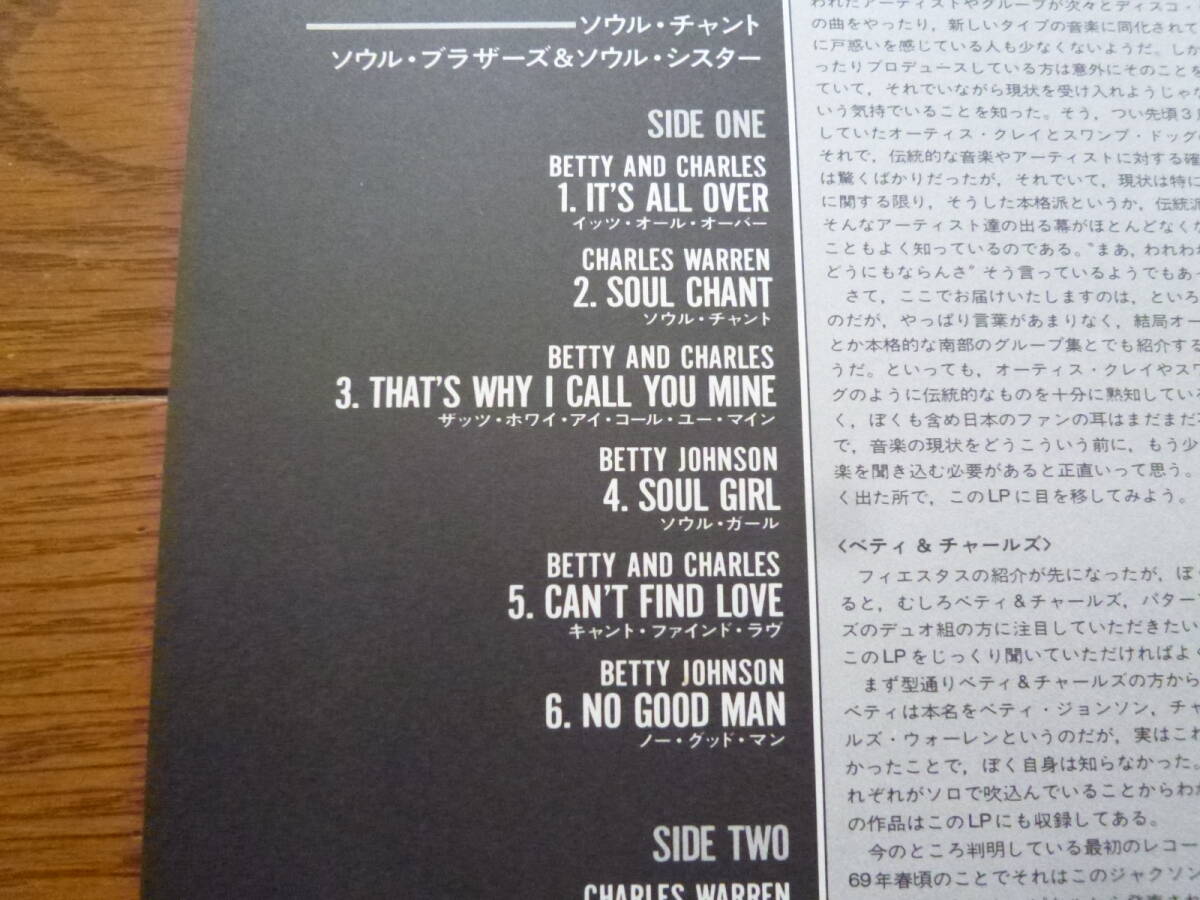 ソウル・チャント
ソウル・ブラザーズ&ソウル・シスター
SIDE ONE
BETTY AND CHARLES
1. IT'S ALL OVER
イッツ・オール・オーバー
CHARLES WARREN
2. SOUL CHANT
ソウル・チャント
BETTY AND CHARLES
3. THAT'S WHY I CALL YOU MINE
ザッツ・ホワイ・アイ・コール・ユー・マイン
BETTY JOHNSON
4. SOUL GIRL
ソウル・ガール
BETTY AND CHARLES
5. CAN'T FIND LOVE
キャント・ファインド・ラヴ
BETTY JOHNSON
6. NO GOOD MAN
ノー・グッド・マン
SIDE TWO
CHARLES WARREN
われたアーティストやグループが次々とディスコ・
の曲をやったり，新しいタイプの音楽に同化されて
に戸惑いを感じている人も少なくないようだ。しか
ったりプロデュースしている方は意外にそのことを
ていて，それでいながら現状を受け入れようじゃ
いう気持でいることを知った。そう，つい先頃3
していたオーティス・クレイとスワンプ・ドッグ
それで，伝統的な音楽やアーティストに対する確
は驚くばかりだったが，それでいて，現状は特に
に関する限り，そうした本格派というか，伝統派
そんなアーティスト達の出る幕がほとんどなくな
こともよく知っているのである。"まあ，われわ
どうにもならんさ" そう言っているようでもあ
さて，ここでお届けいたしますのは，といろ
のだが，やっぱり言葉があまりなく，結局オー
とか本格的な南部のグループ集とでも紹介する
うだ。といっても，オーティス・クレイやスワ
グのように伝統的なものを十分に熟知してい
く，ぼくも含め日本のファンの耳はまだまだ
で，音楽の現状をどうこういう前に，もう少
楽を聞き込む必要があると正直いって思う。
く出た所で，このLPに目を移してみよう。
〈ベティ & チャールズ〉
フィエスタスの紹介が先になったが，ぼ
ると，むしろベティ&チャールズ，パター
ズのデュオ組の方に注目していただきたい
このLPをじっくり聞いていただければよ
まず型通りベティ&チャールズの方から
ベティは本名をベティ・ジョンソン，チャ
ルズ・ウォーレンというのだが，実はこれ
かったことで，ぼく自身は知らなかった。
れぞれがソロで吹込んでいることからわ
の作品はこのLPにも収録してある。
今のところ判明している最初のレコー
69年春頃のことでそれはこのジャクソン